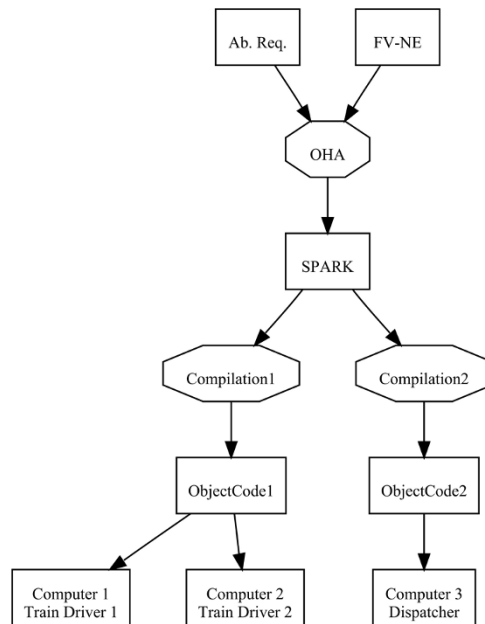 Ab. Req.
FV-NE
OHA
SPARK
Compilation1
Compilation2
ObjectCode1
ObjectCode2
Computer 1
Train Driver 1
Computer 2
Train Driver 2
Computer 3
Dispatcher